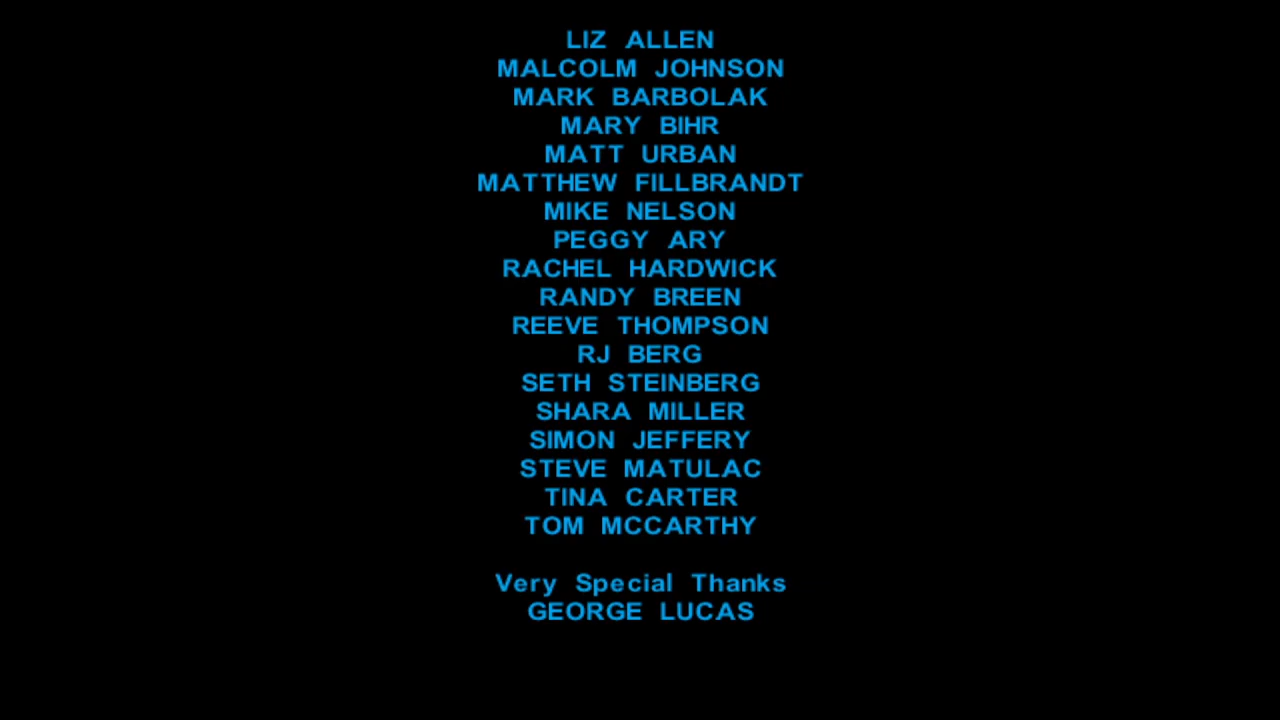 LIZ ALLEN
MALCOLM JOHNSON
MARK BARBOLAK
MARY BIHR
MATT URBAN
MATTHEW FILLBRANDT
MIKE NELSON
PEGGY ARY
RACHEL HARDWICK
RANDY BREEN
REEVE THOMPSON
RJ BERG
SETH STEINBERG
SHARA MILLER
SIMON JEFFERY
STEVE MATULAC
TINA CARTER
TOM MCCARTHY
Very Special Thanks
GEORGE LUCAS